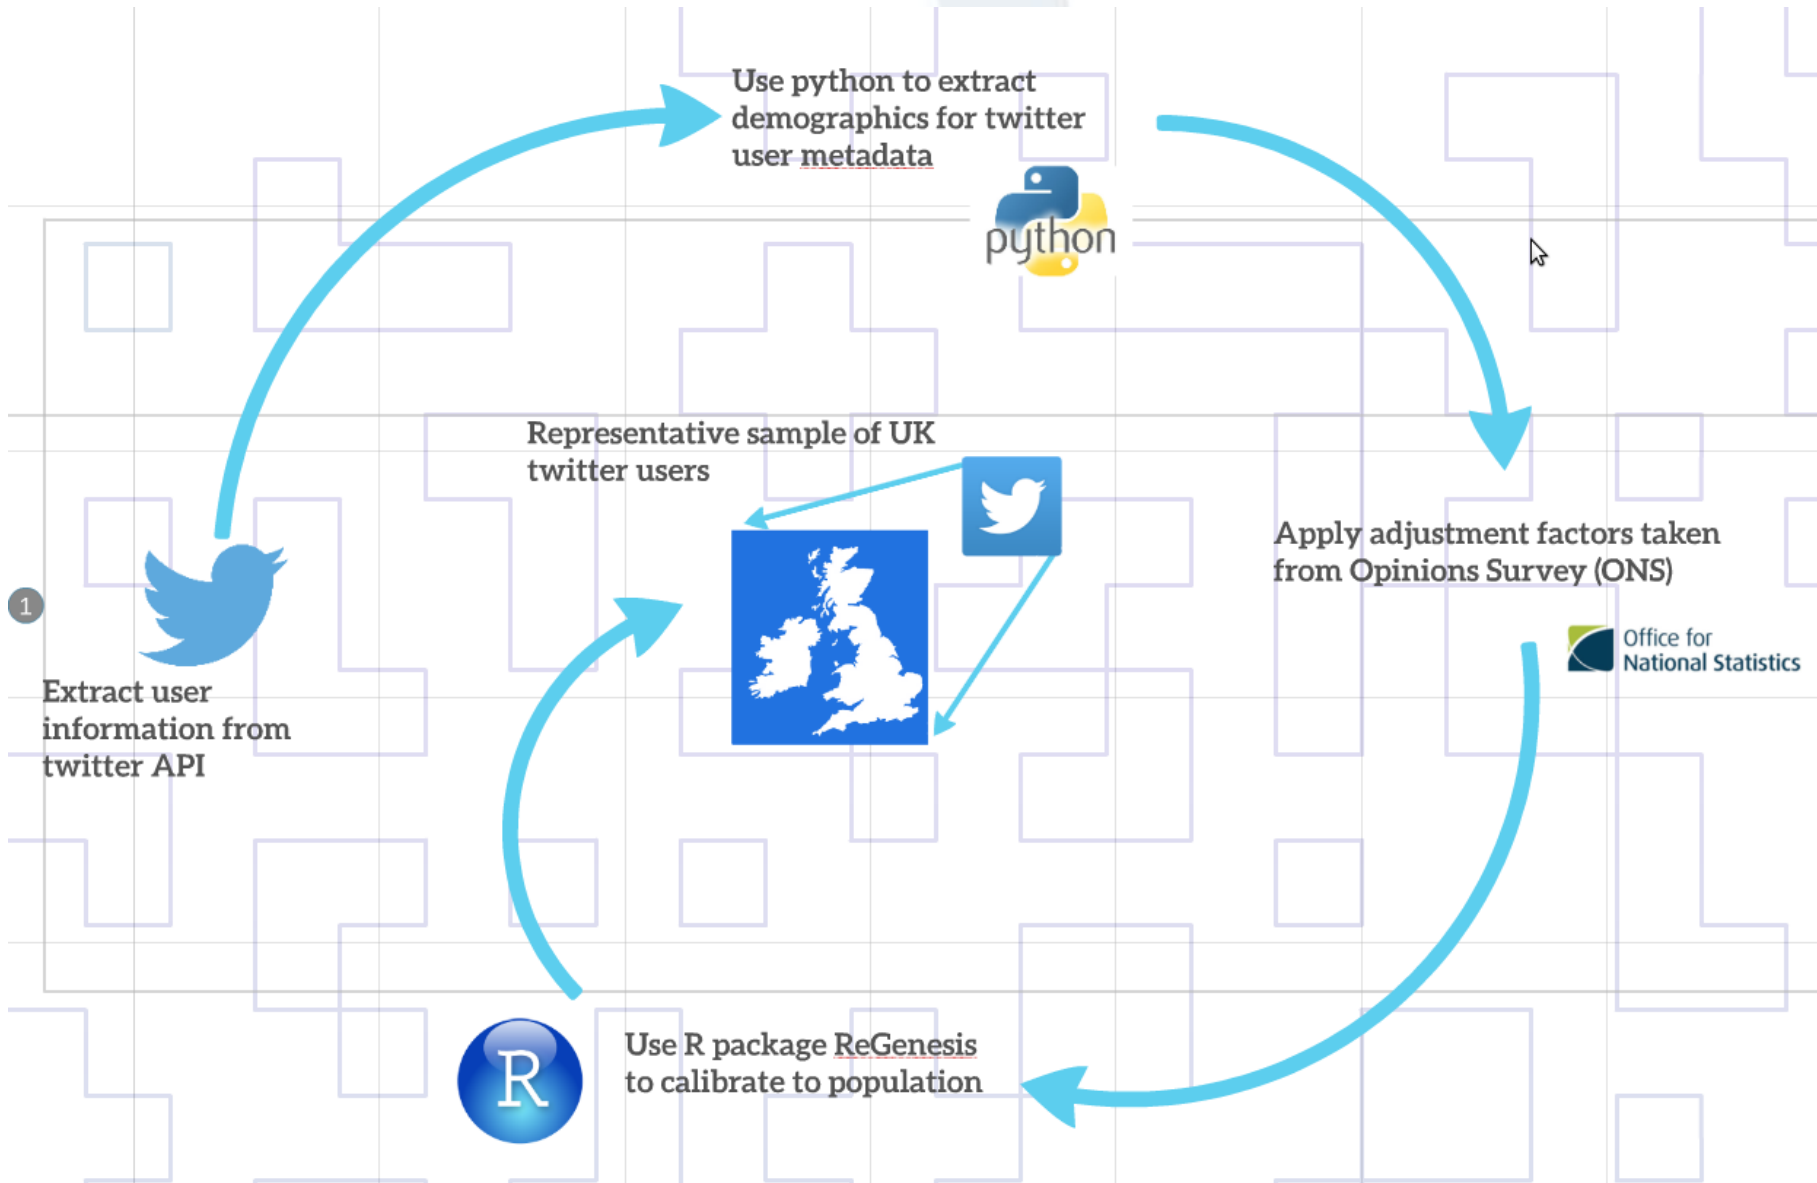 Use python to extract
demographics for twitter
user metadata
python
Representative sample of UK
twitter users
Apply adjustment factors taken
from Opinions Survey (ONS)
Office for
National Statistics
1
Extract user
information from
twitter API
R
Use R package ReGenesis
to calibrate to population